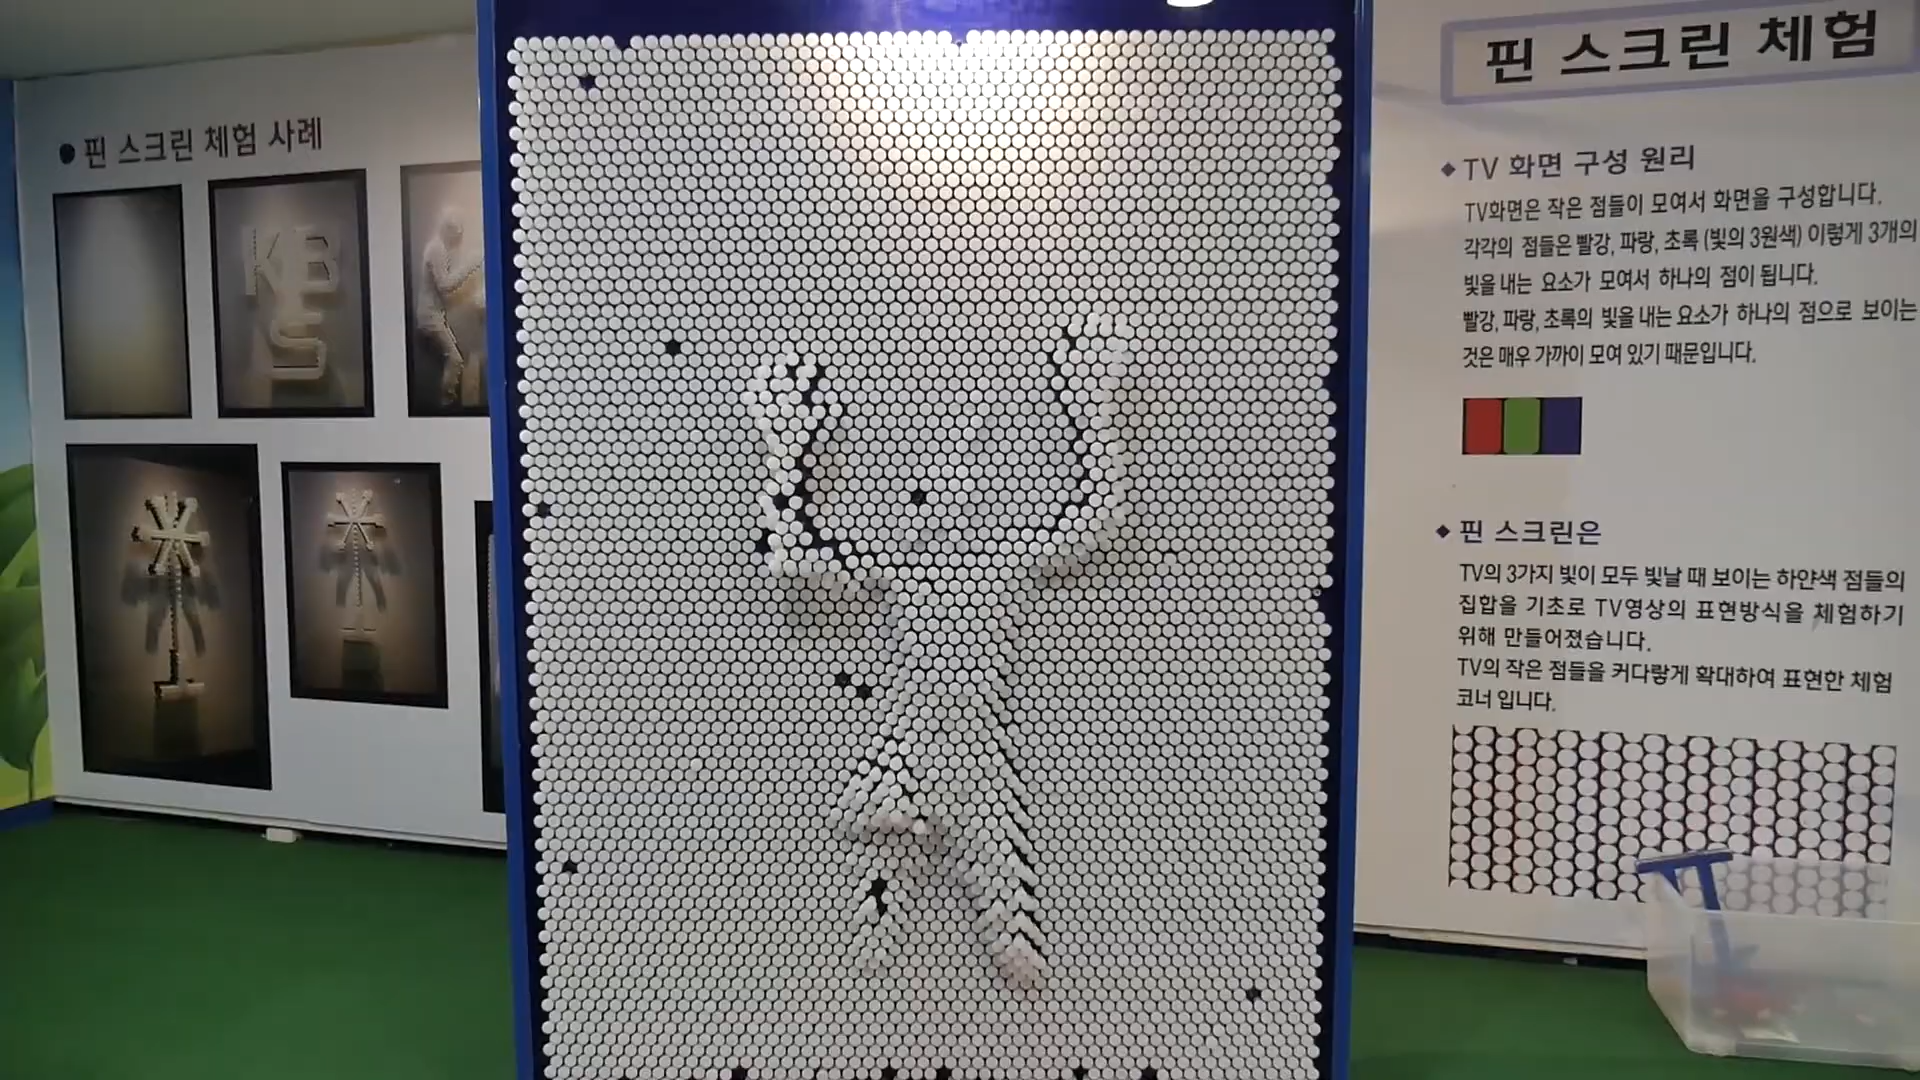 ● 핀 스크린 체험 사례
KB
S
핀 스크린 체험
◆ TV 화면 구성 원리
TV화면은 작은 점들이 모여서 화면을 구성합니다.
각각의 점들은 빨강, 파랑, 초록 (빛의 3원색) 이렇게 3개의
빛을 내는 요소가 모여서 하나의 점이 됩니다.
빨강, 파랑, 초록의 빛을 내는 요소가 하나의 점으로 보이는
것은 매우 가까이 모여 있기 때문입니다.
◆ 핀 스크린은
TV의 3가지 빛이 모두 빛날 때 보이는 하얀색 점들의
집합을 기초로 TV영상의 표현방식을 체험하기
위해 만들어졌습니다.
TV의 작은 점들을 커다랗게 확대하여 표현한 체험
코너 입니다.